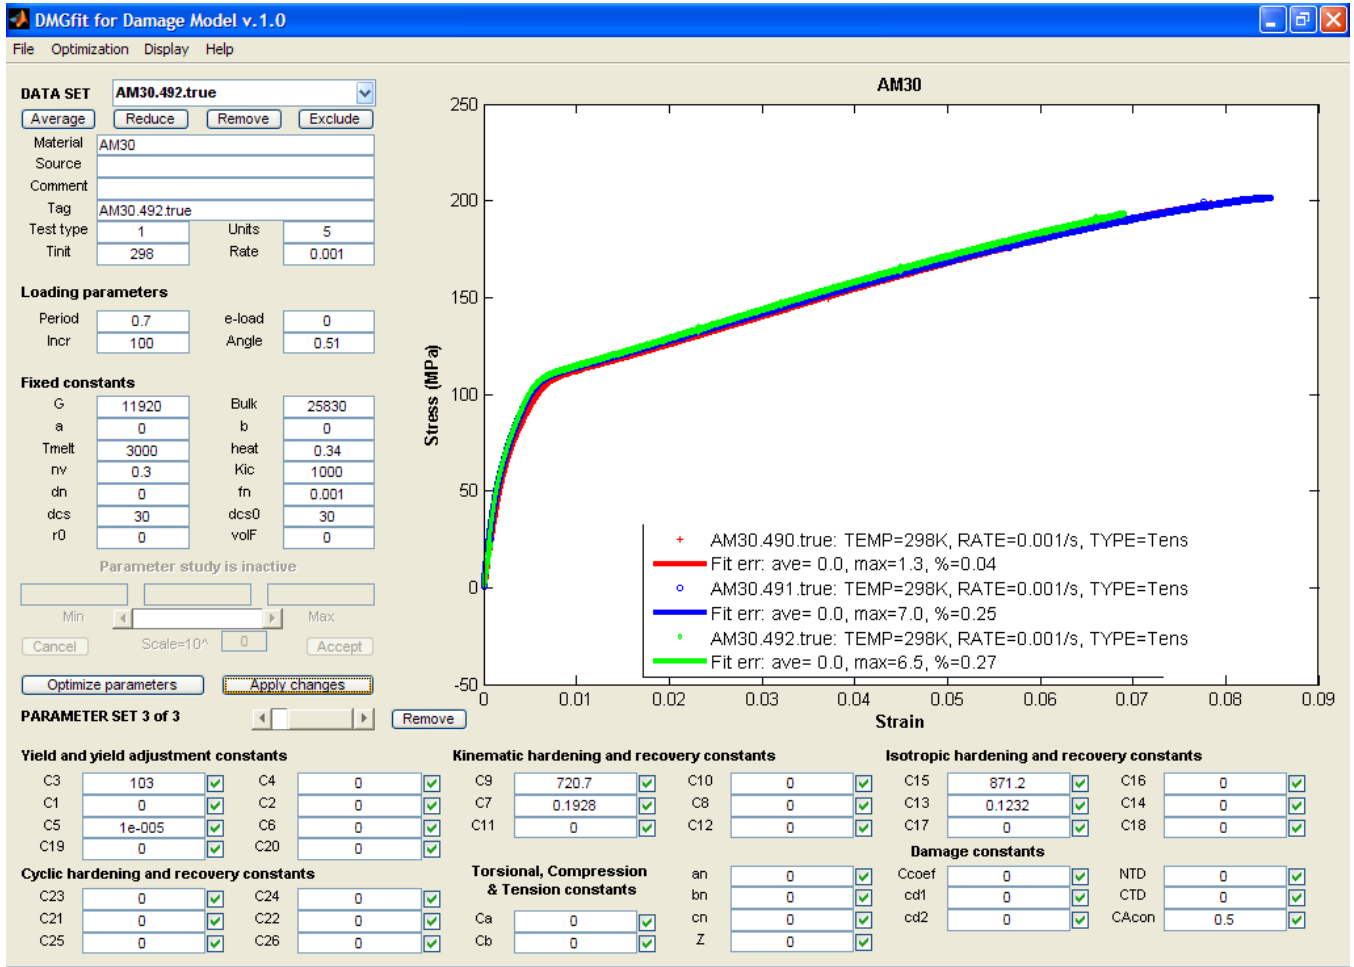 DMGfit for Damage Model v.1.0
File Optimization Display Help
DATA SET AM30.492.true
Average Reduce Remove Exclude
Material AM30
Source
Comment
Tag AM30.492.true
Test type 1 Units 5
Tinit 298 Rate 0.001
Loading parameters
Period 0.7 e-load 0
Incr 100 Angle 0.51
Fixed constants
G 11920 Bulk 25830
a 0 b 0
Tmelt 3000 heat 0.34
nv 0.3 Kic 1000
dn 0 fn 0.001
dcs 30 dcs0 30
r0 0 volF 0
Parameter study is inactive
Min Max
Cancel Scale=10^ 0 Accept
Optimize parameters Apply changes
PARAMETER SET 3 of 3 Remove
AM30
250
200
150
100
50
0
-50
Stress (MPa)
AM30.490.true: TEMP=298K, RATE=0.001/s, TYPE=Tens
Fit err: ave= 0.0, max=1.3, %=0.04
AM30.491.true: TEMP=298K, RATE=0.001/s, TYPE=Tens
Fit err: ave= 0.0, max=7.0, %=0.25
AM30.492.true: TEMP=298K, RATE=0.001/s, TYPE=Tens
Fit err: ave= 0.0, max=6.5, %=0.27
0 0.01 0.02 0.03 0.04 0.05 0.06 0.07 0.08 0.09
Strain
Yield and yield adjustment constants
C3 103 C4 0
C1 0 C2 0
C5 1e-005 C6 0
C19 0 C20 0
Cyclic hardening and recovery constants
C23 0 C24 0
C21 0 C22 0
C25 0 C26 0
Kinematic hardening and recovery constants
C9 720.7 C10 0
C7 0.1928 C8 0
C11 0 C12 0
Torsional, Compression
& Tension constants
Ca 0
Cb 0
an 0
bn 0
cn 0
Z 0
Isotropic hardening and recovery constants
C15 871.2 C16 0
C13 0.1232 C14 0
C17 0 C18 0
Damage constants
Ccoef 0 NTD 0
cd1 0 CTD 0
cd2 0 CAcon 0.5